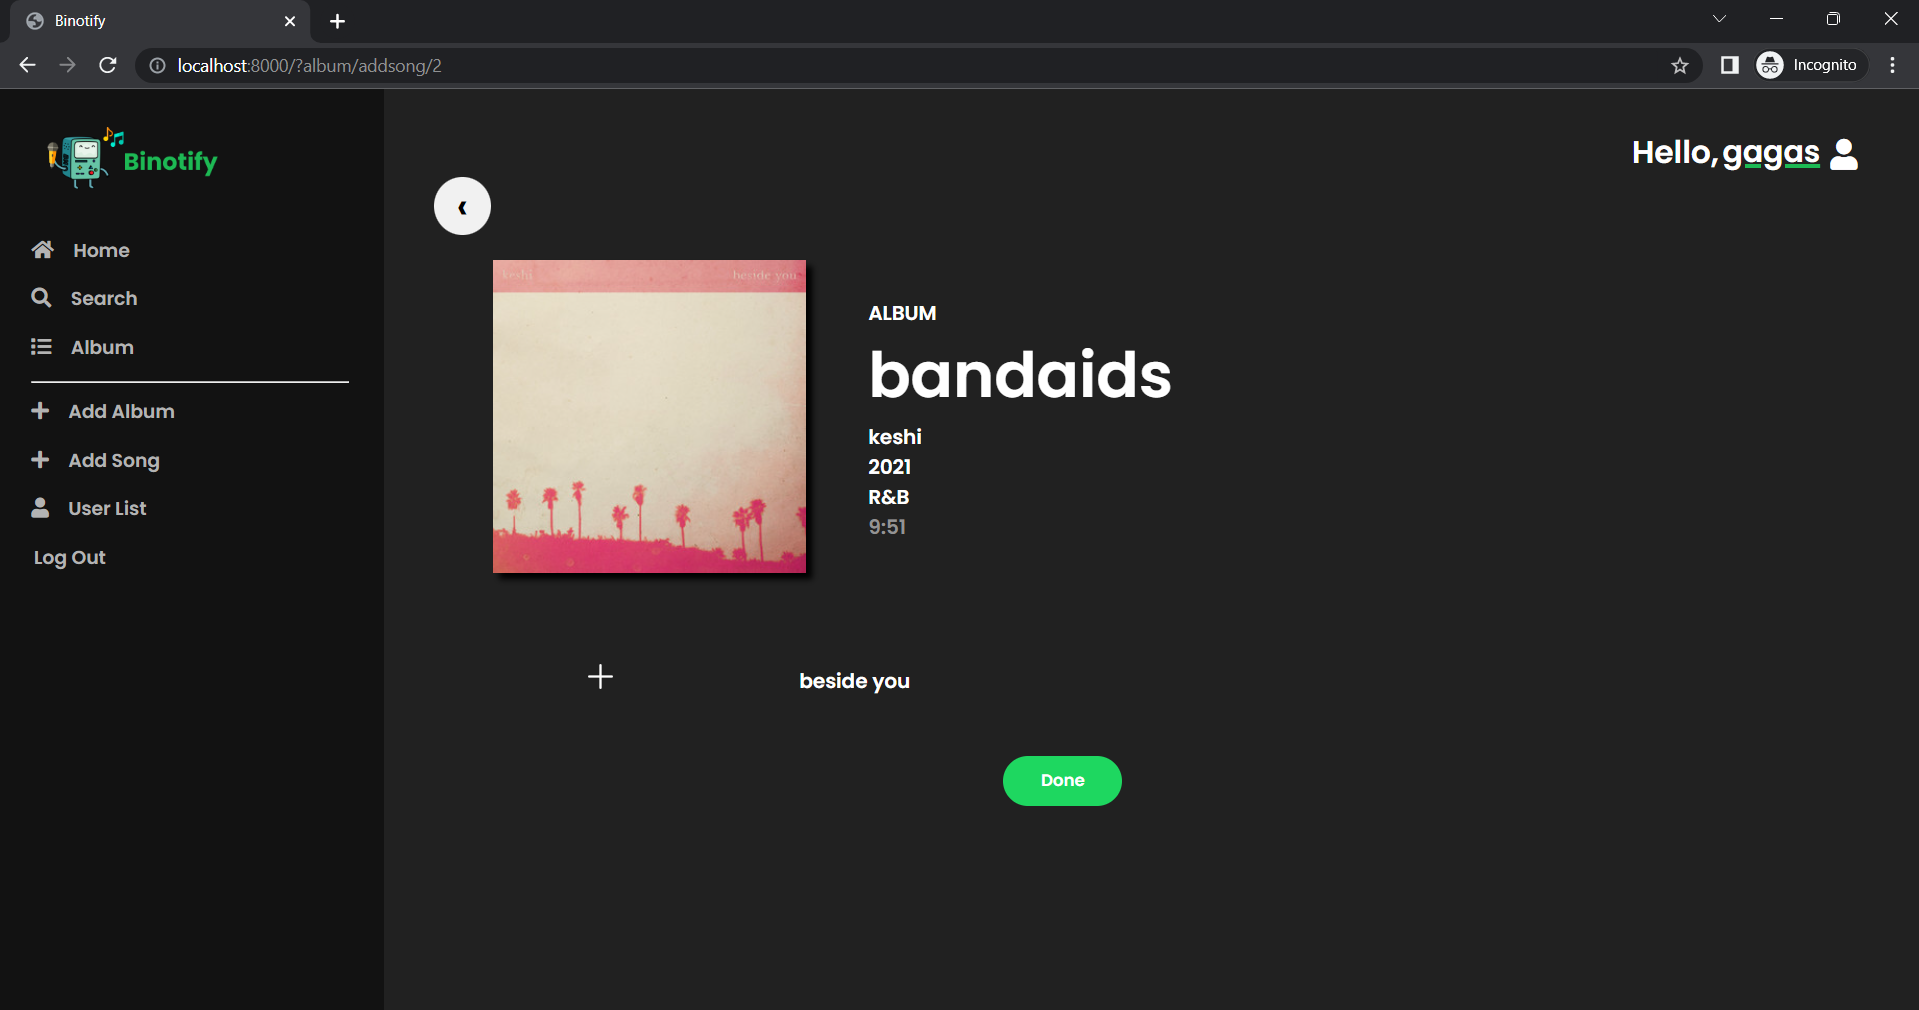 Binotify
localhost:8000/?album/addsong/2
Incognito
Binotify
Hello, gagas
Home
Search
Album
Add Album
Add Song
User List
Log Out
keshi
beside you
ALBUM
bandaids
keshi
2021
R&B
9:51
beside you
Done